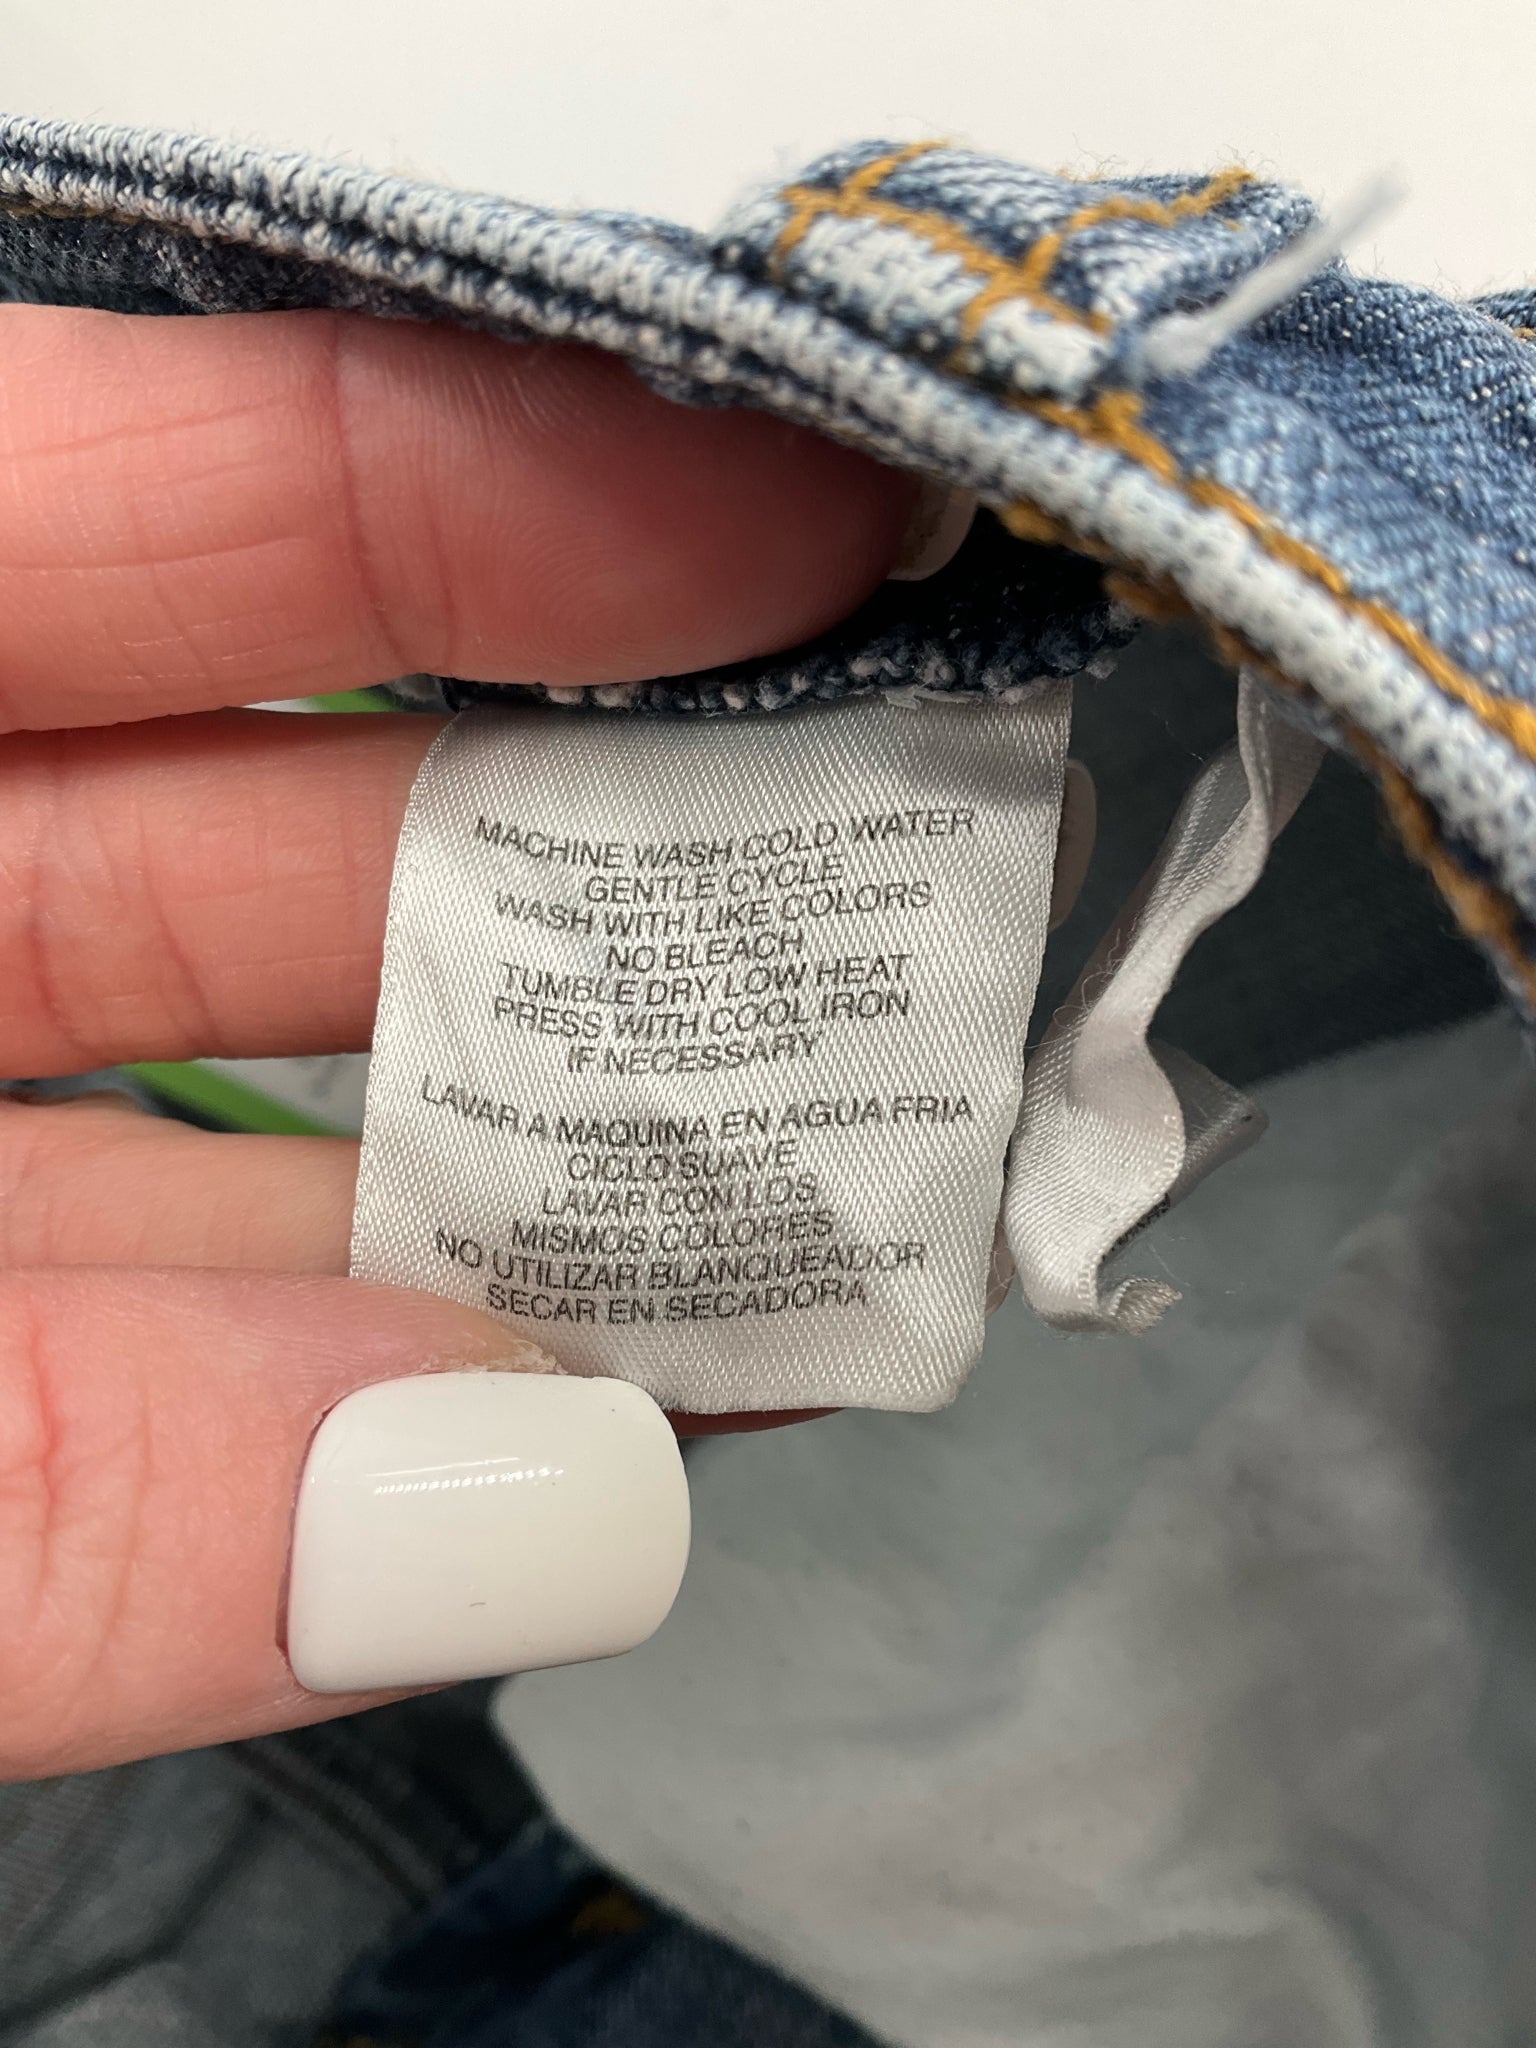 MACHINE WASH COLD WATER
GENTLE CYCLE
WASH WITH LIKE COLORS
NO BLEACH
TUMBLE DRY LOW HEAT
PRESS WITH COOL IRON
IF NECESSARY
LAVAR A MAQUINA EN AGUA FRIA
CICLO SUAVE
LAVAR CON LOS
MISMOS COLORES
NO UTILIZAR BLANQUEADOR
SECAR EN SECADORA